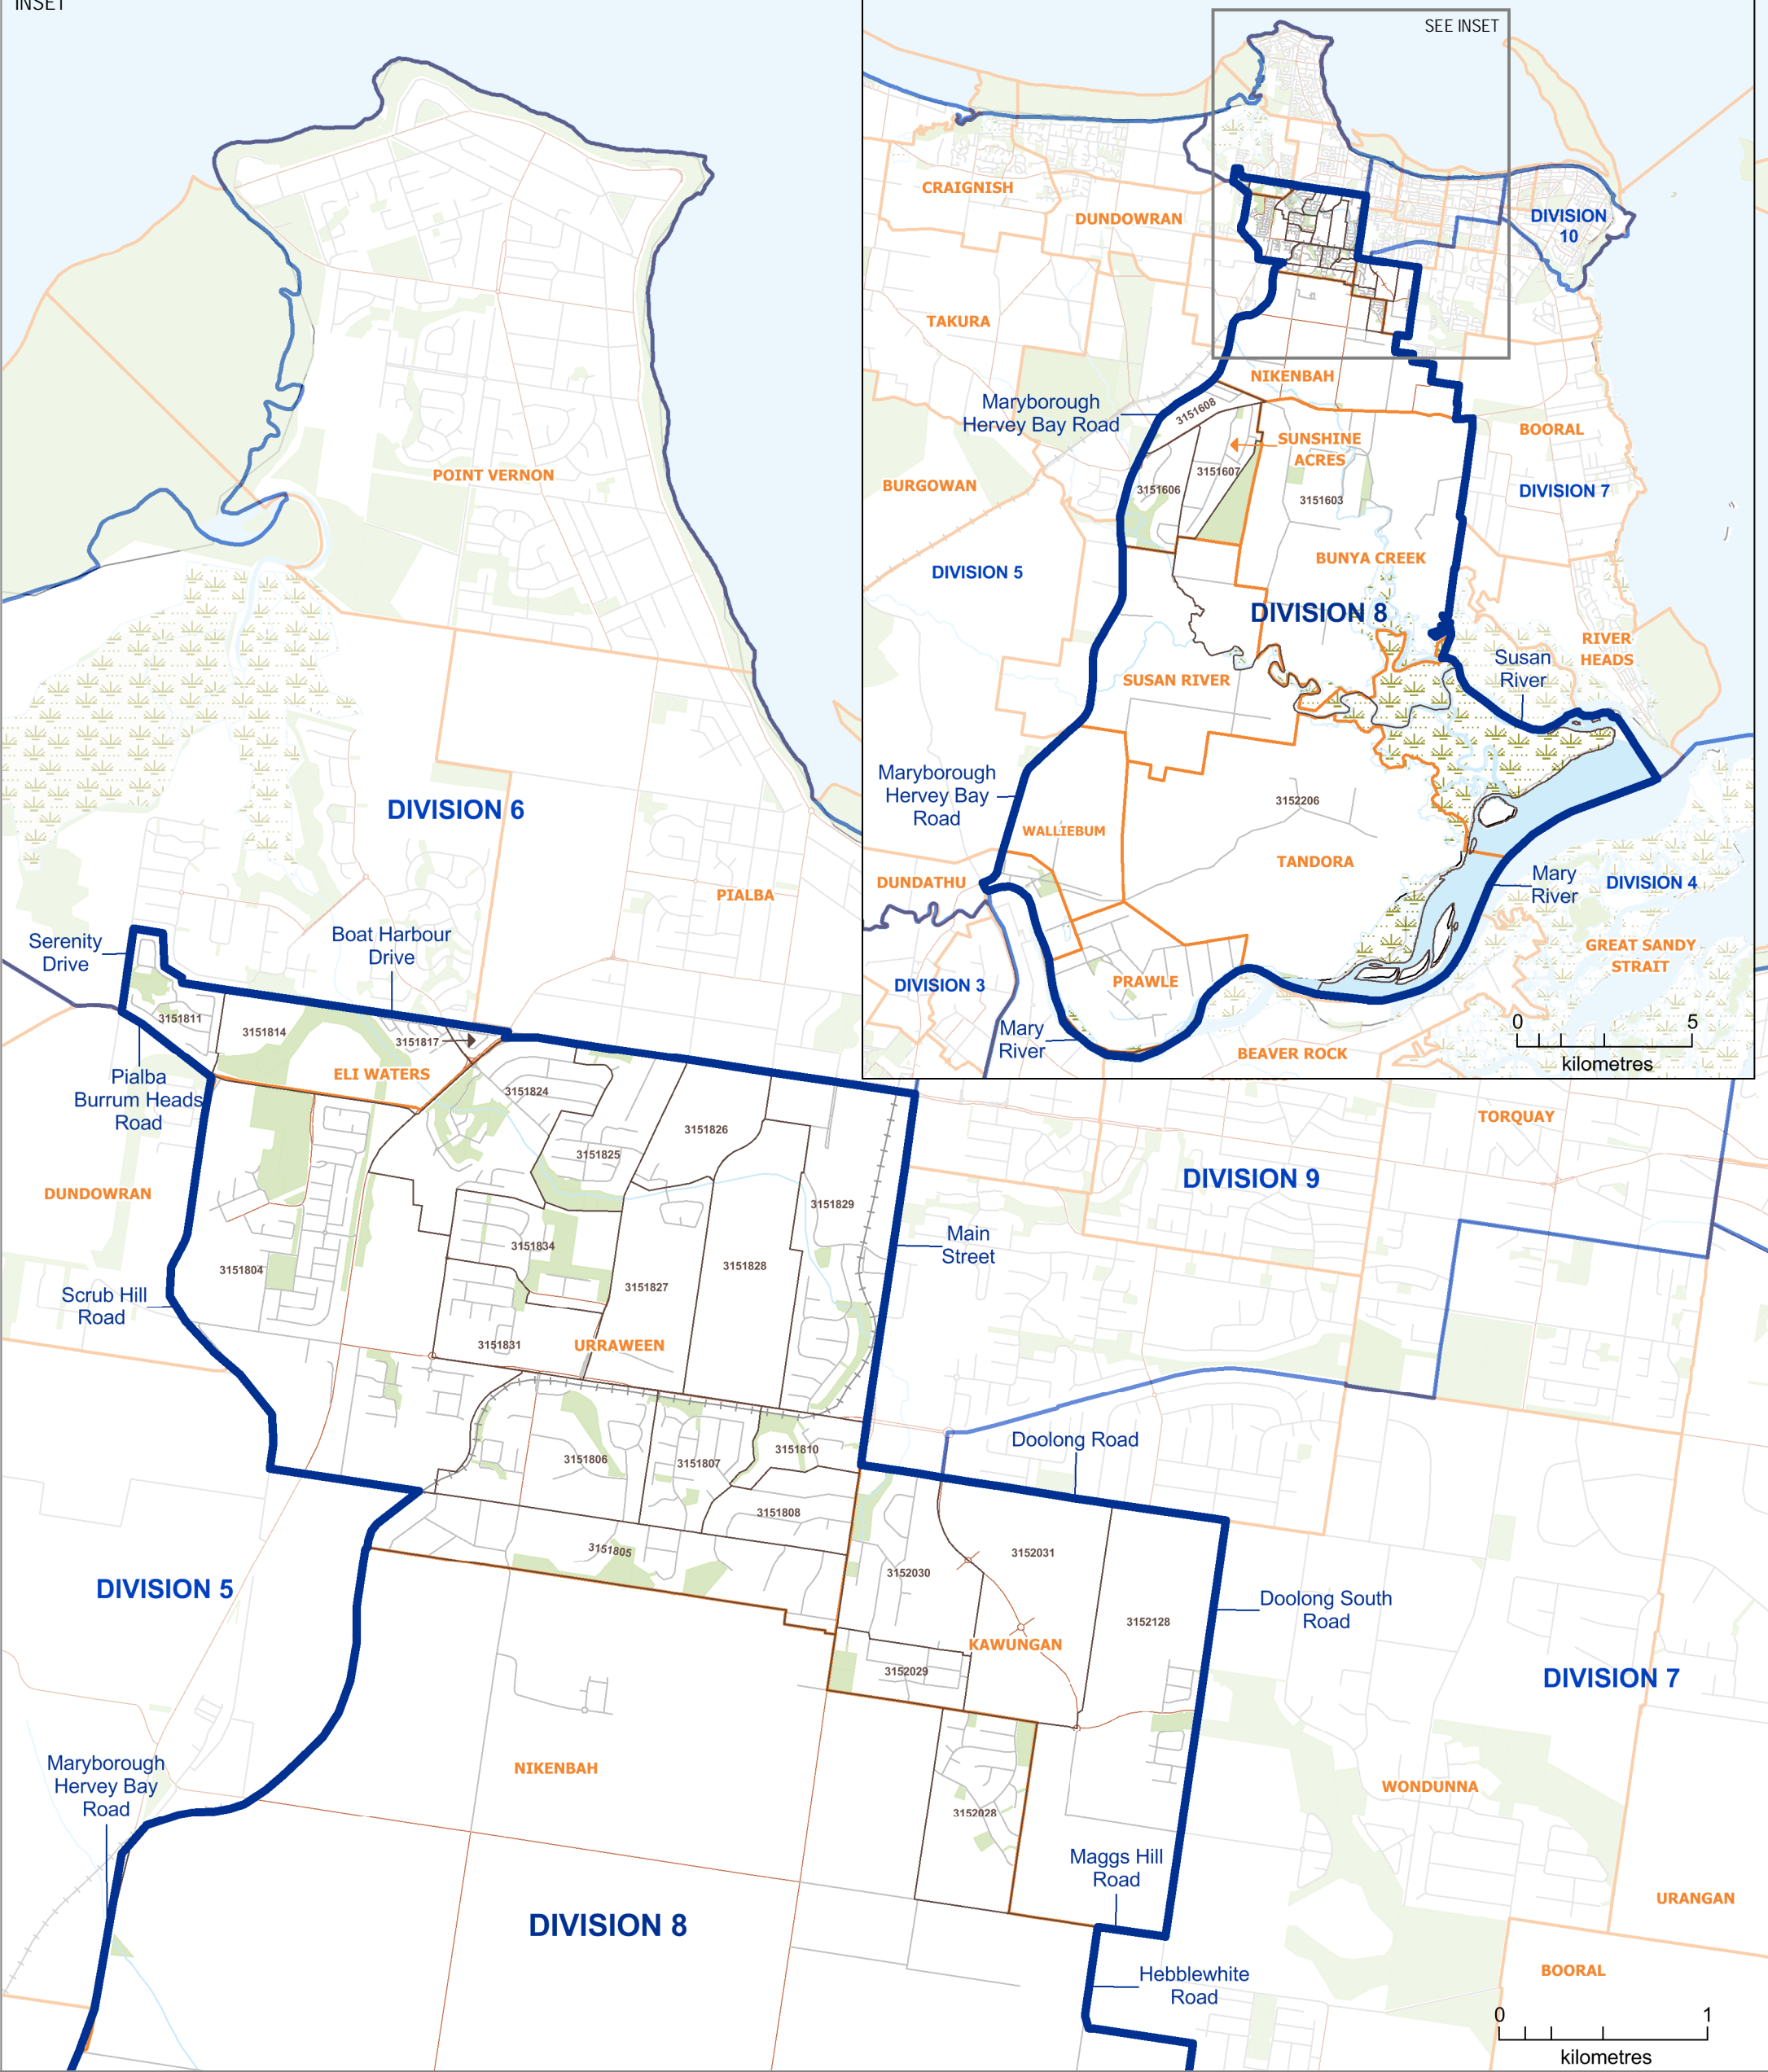 INSET
SEE INSET
CRAIGNISH
DUNDOWRAN
DIVISION
10
TAKURA
NIKENBAH
Maryborough
Hervey Bay Road
3151608
SUNSHINE
ACRES
BOORAL
BURGOWAN
3151607
3151606
3151603
DIVISION 7
BUNYA CREEK
DIVISION 5
DIVISION 8
RIVER
HEADS
Susan
River
SUSAN RIVER
Maryborough
Hervey Bay
Road
3152206
WALLIEBUM
TANDORA
DUNDATHU
Mary
River
DIVISION 4
GREAT SANDY
STRAIT
DIVISION 3
PRAWLE
Mary
River
BEAVER ROCK
0 5
kilometres
POINT VERNON
DIVISION 6
PIALBA
Serenity
Drive
Boat Harbour
Drive
3151811
3151814
3151817
ELI WATERS
Pialba
Burrum Heads
Road
3151824
3151826
3151825
TORQUAY
DIVISION 9
DUNDOWRAN
3151829
Main
Street
3151834
3151804
3151827
3151828
Scrub Hill
Road
3151831
URRAWEEN
Doolong Road
3151806
3151807
3151810
3151808
3151805
3152030
3152031
DIVISION 5
3152128
Doolong South
Road
KAWUNGAN
3152029
DIVISION 7
Maryborough
Hervey Bay
Road
NIKENBAH
WONDUNNA
3152028
Maggs Hill
Road
URANGAN
DIVISION 8
BOORAL
Hebblewhite
Road
0 1
kilometres